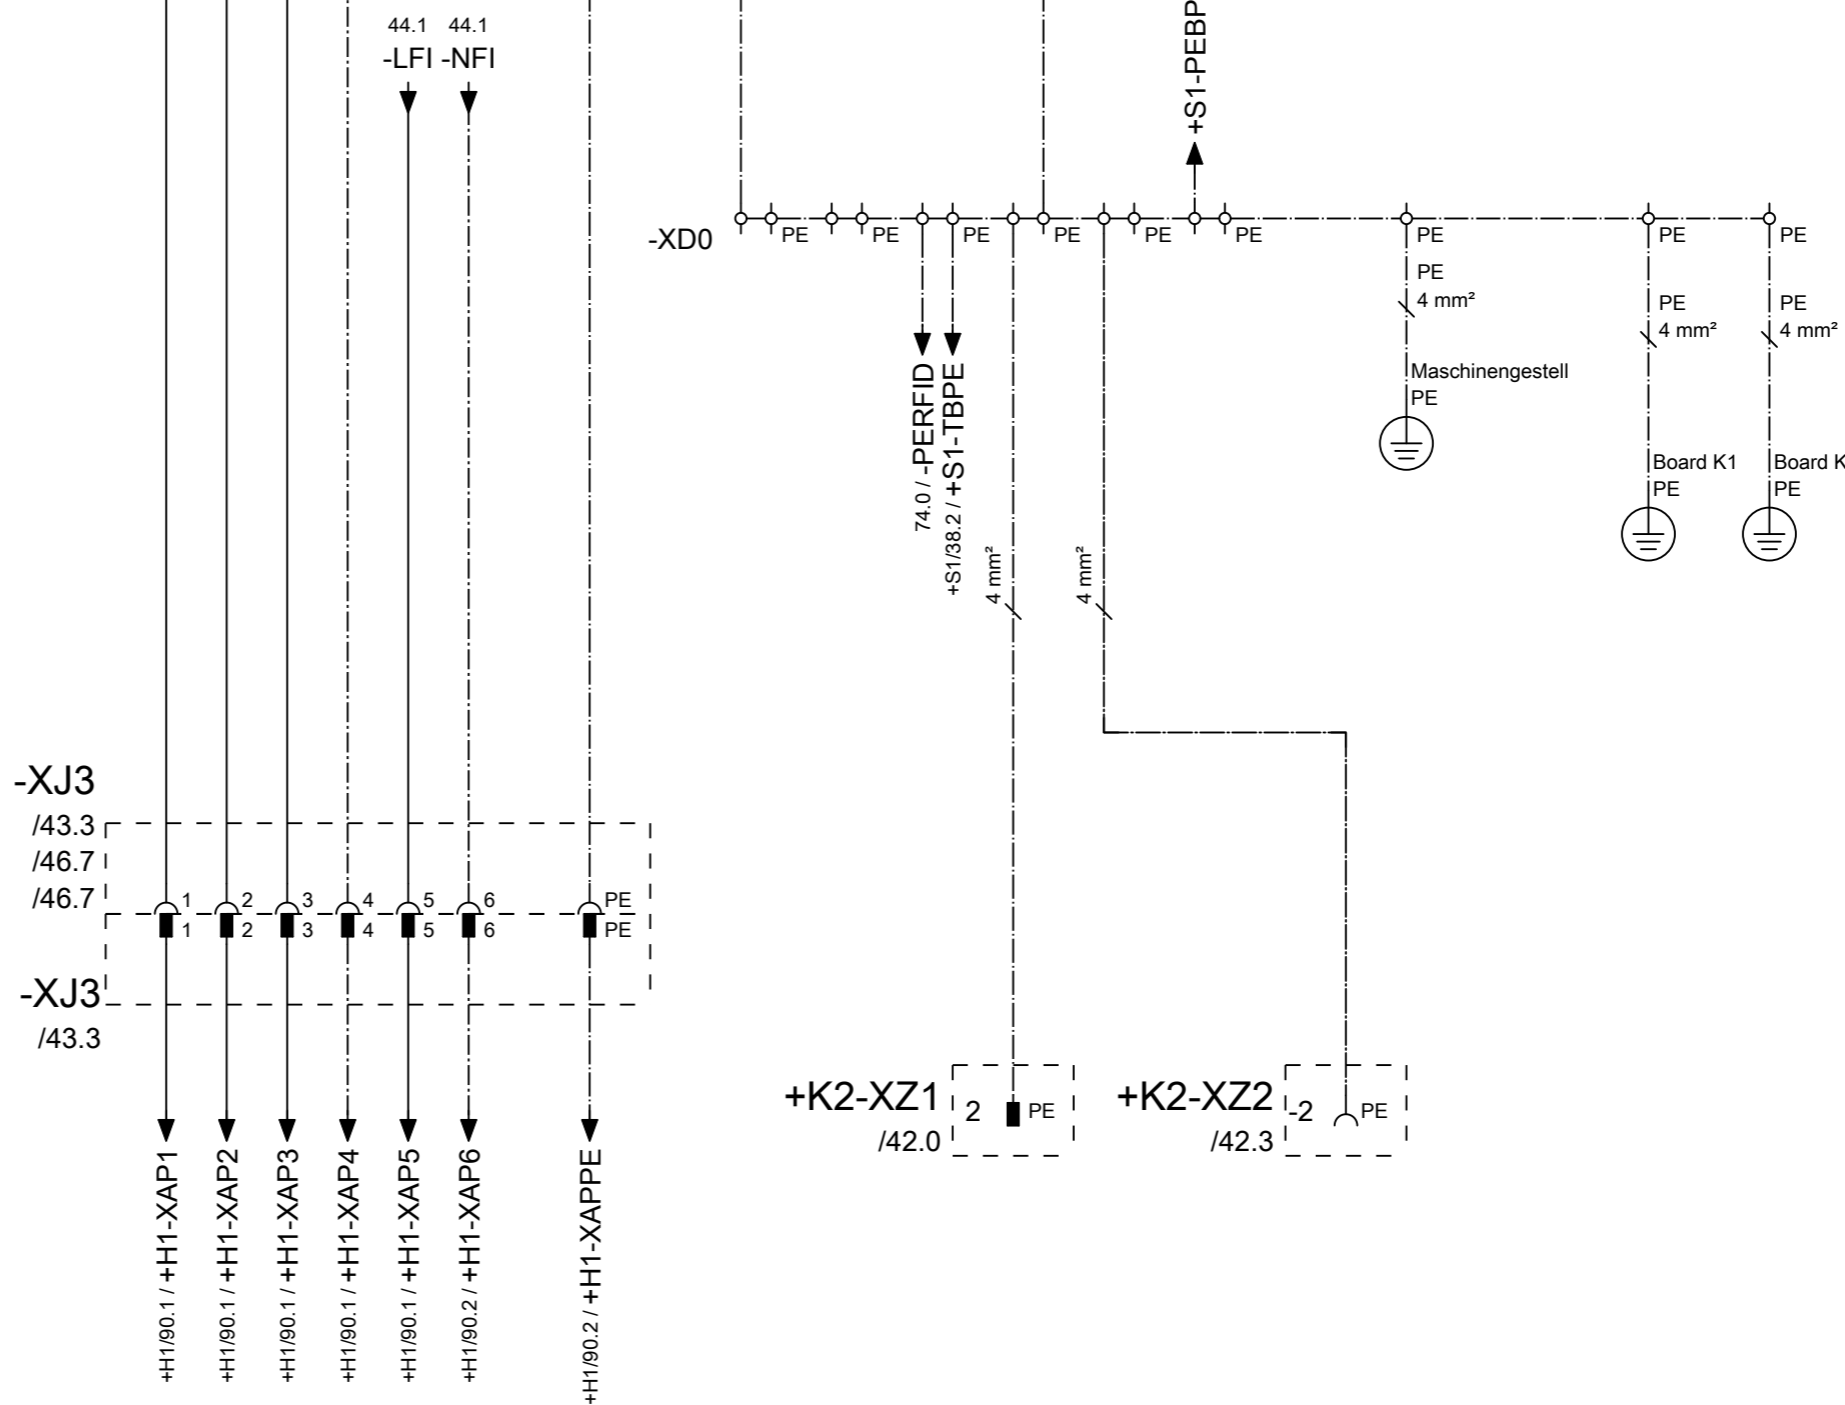 44.1 44.1
-LFI -NFI
+S1-PEBP
-XD0
PE PE PE PE PE PE PE PE PE
PE
4 mm²
PE PE
4 mm² 4 mm²
Maschinengestell
PE
Board K1 Board K
PE PE
74.0 / -PERFID
+S1/38.2 / +S1-TBPE
4 mm²
4 mm²
-XJ3
/43.3
/46.7
/46.7
1 2 3 4 5 6 PE
1 2 3 4 5 6 PE
-XJ3
/43.3
+K2-XZ1 2 PE
/42.0
+K2-XZ2 -2 PE
/42.3
+H1/90.1 / +H1-XAP1
+H1/90.1 / +H1-XAP2
+H1/90.1 / +H1-XAP3
+H1/90.1 / +H1-XAP4
+H1/90.1 / +H1-XAP5
+H1/90.2 / +H1-XAP6
+H1/90.2 / +H1-XAPPE